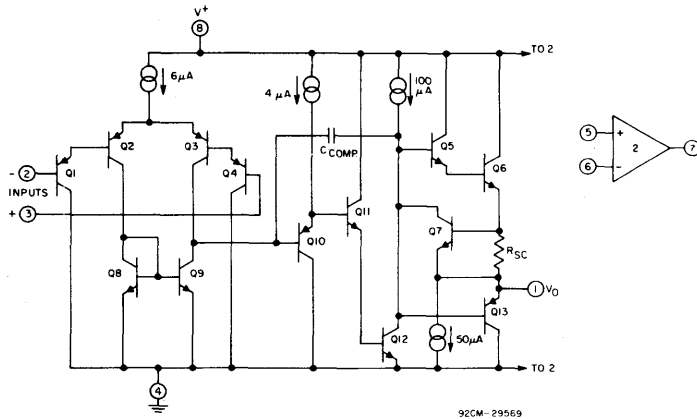 V+
8
TO 2
6μA
4 μA
100
μA
5
+
2
7
6
-
CCOMP.
Q5
Q6
Q2
Q3
Q1
Q4
- 2
INPUTS
+ 3
Q11
Q7
Q10
RSC
Q8
Q9
1 VO
Q13
Q12
50μA
TO 2
4
92CM-29569